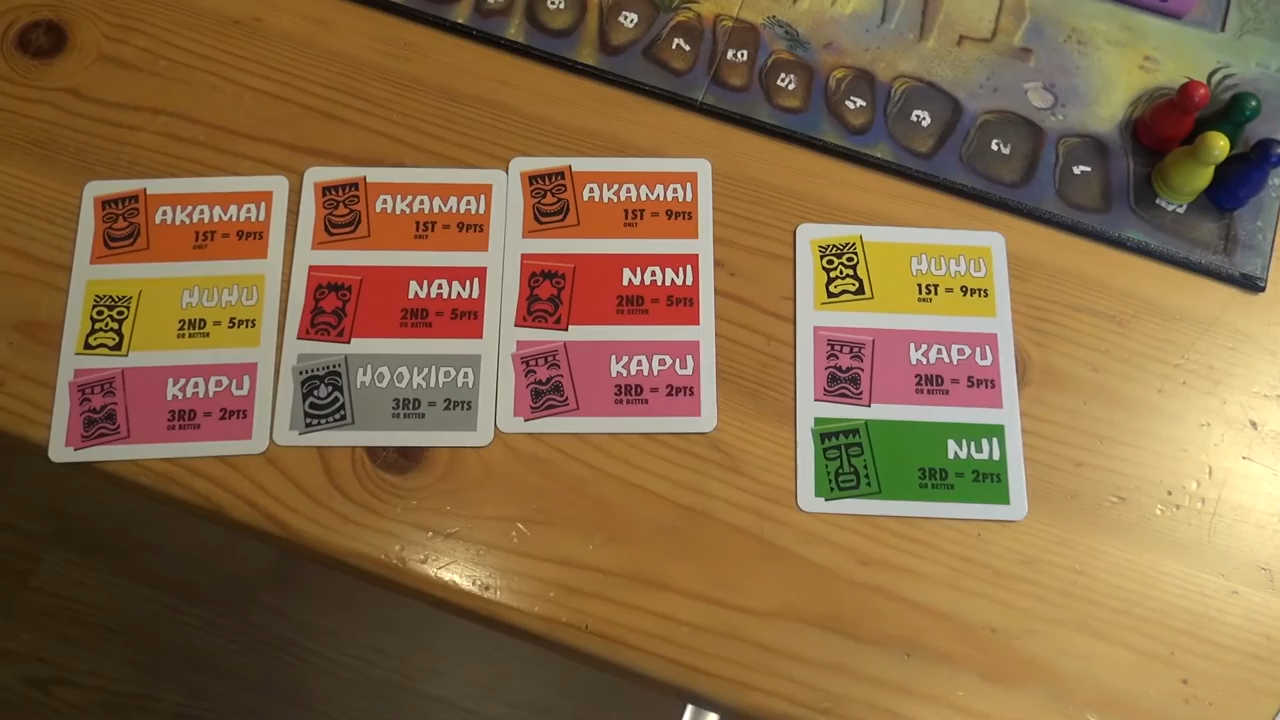 AKAMAI
1ST = 9PTS
ONLY
HUHU
2ND = 5PTS
OR BETTER
KAPU
3RD = 2PTS
OR BETTER
AKAMAI
1ST = 9PTS
ONLY
NANI
2ND = 5PTS
OR BETTER
HOOKIPA
3RD = 2PTS
OR BETTER
AKAMAI
1ST = 9PTS
ONLY
NANI
2ND = 5PTS
OR BETTER
KAPU
3RD = 2PTS
OR BETTER
HUHU
1ST = 9PTS
ONLY
KAPU
2ND = 5PTS
OR BETTER
NUI
3RD = 2PTS
OR BETTER
8
7
6
5
4
3
2
1